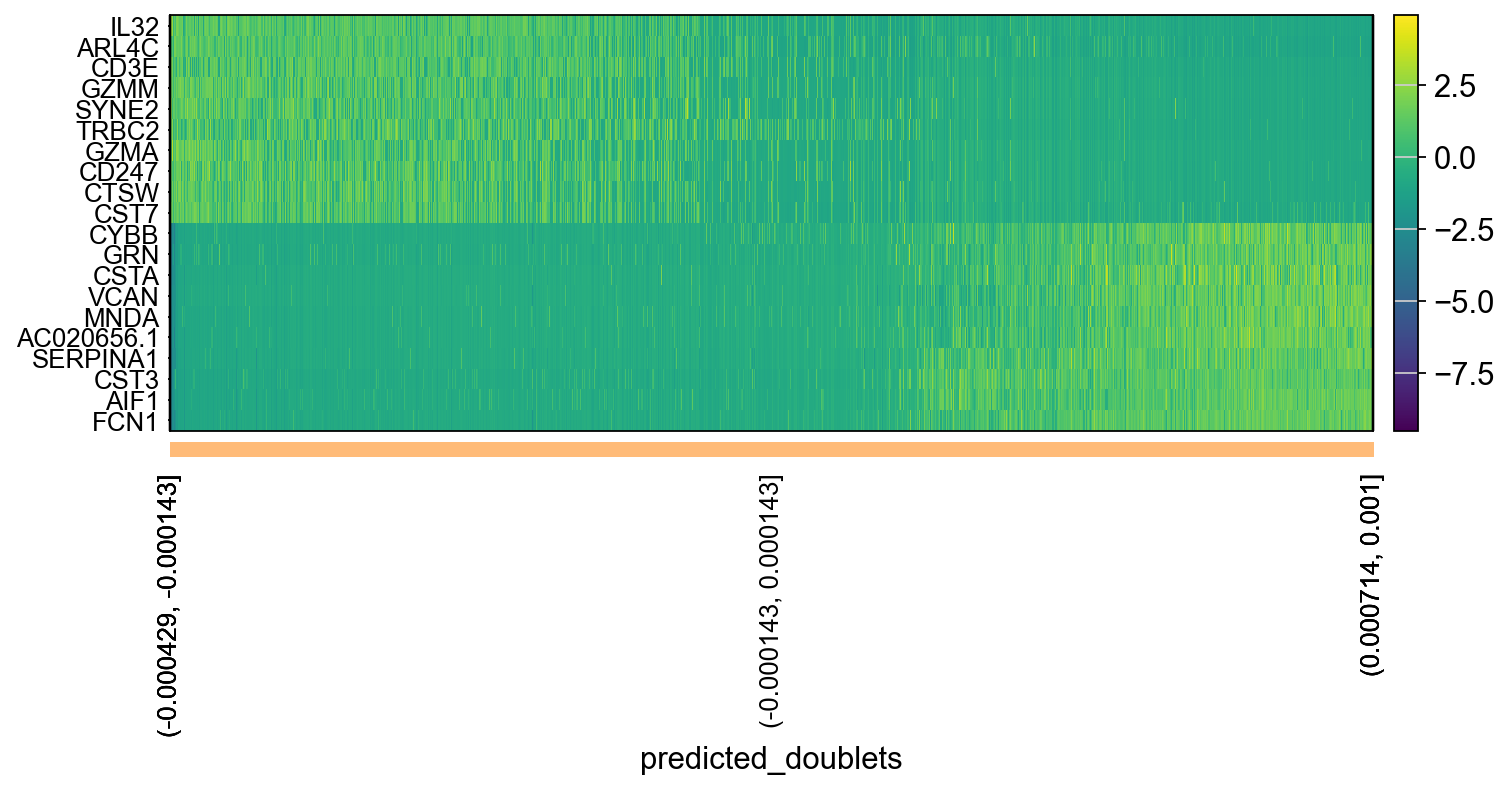 IL32
ARL4C
CD3E
GZMM
SYNE2
TRBC2
GZMA
CD247
CTSW
CST7
CYBB
GRN
CSTA
VCAN
MNDA
AC020656.1
SERPINA1
CST3
AIF1
FCN1
2.5
0.0
−2.5
−5.0
−7.5
(-0.000429, -0.000143]
(-0.000143, 0.000143]
(0.000714, 0.001]
predicted_doublets